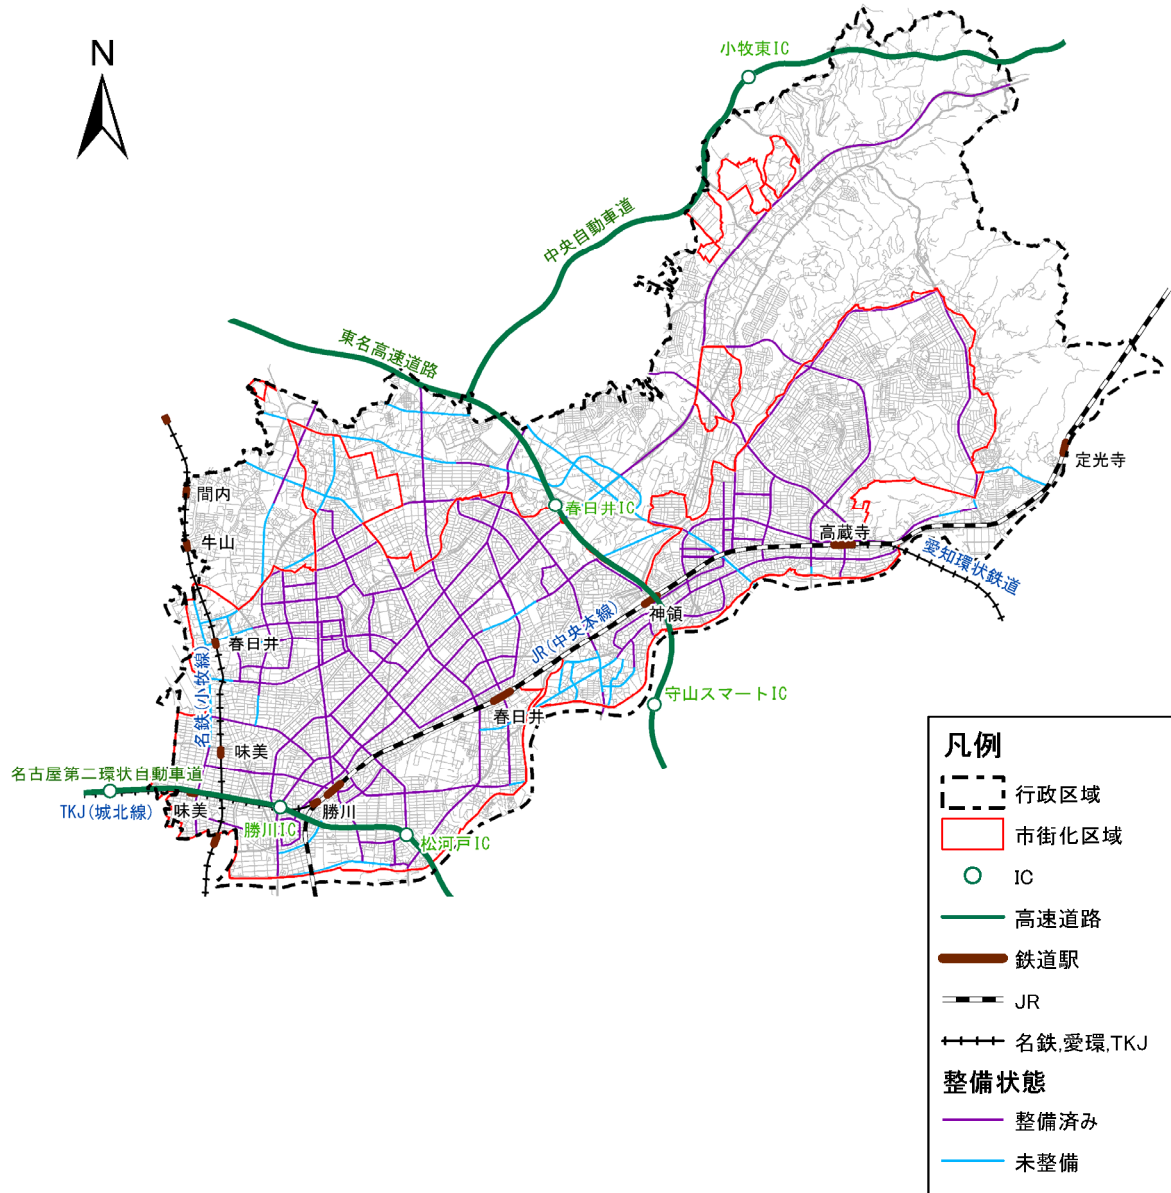 小牧東IC
N
中央自動車道
東名高速道路
定光寺
間内
春日井IC
高蔵寺
牛山
愛知環状鉄道
神領
JR(中央本線)
春日井
名鉄(小牧線)
守山スマートIC
春日井
味美
名古屋第二環状自動車道
TKJ(城北線)
味美
勝川
勝川IC
松河戸IC
凡例
行政区域
市街化区域
IC
高速道路
鉄道駅
JR
名鉄,愛環,TKJ
整備状態
整備済み
未整備